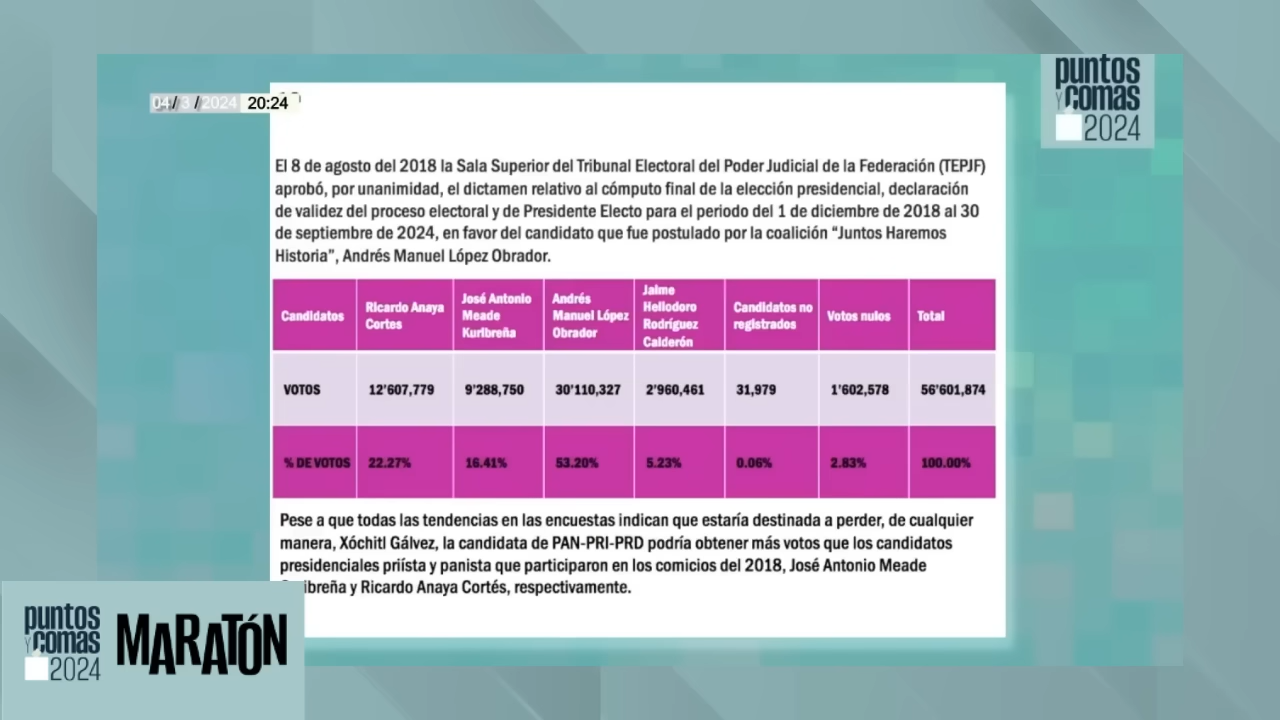 puntos
y comas
2024
04/3/2024 20:24
El 8 de agosto del 2018 la Sala Superior del Tribunal Electoral del Poder Judicial de la Federación (TEPJF)
aprobó, por unanimidad, el dictamen relativo al cómputo final de la elección presidencial, declaración
de validez del proceso electoral y de Presidente Electo para el periodo del 1 de diciembre de 2018 al 30
de septiembre de 2024, en favor del candidato que fue postulado por la coalición “Juntos Haremos
Historia”, Andrés Manuel López Obrador.
Candidatos Ricardo Anaya Cortes José Antonio Meade Kuribreña Andrés Manuel López Obrador Jaime Heliodoro Rodríguez Calderón Candidatos no registrados Votos nulos Total
VOTOS 12’607,779 9’288,750 30’110,327 2’960,461 31,979 1’602,578 56’601,874
% DE VOTOS 22.27% 16.41% 53.20% 5.23% 0.06% 2.83% 100.00%
Pese a que todas las tendencias en las encuestas indican que estaría destinada a perder, de cualquier
manera, Xóchitl Gálvez, la candidata de PAN-PRI-PRD podría obtener más votos que los candidatos
presidenciales priísta y panista que participaron en los comicios del 2018, José Antonio Meade
y Ricardo Anaya Cortés, respectivamente.
puntos
y comas
2024
MARATÓN